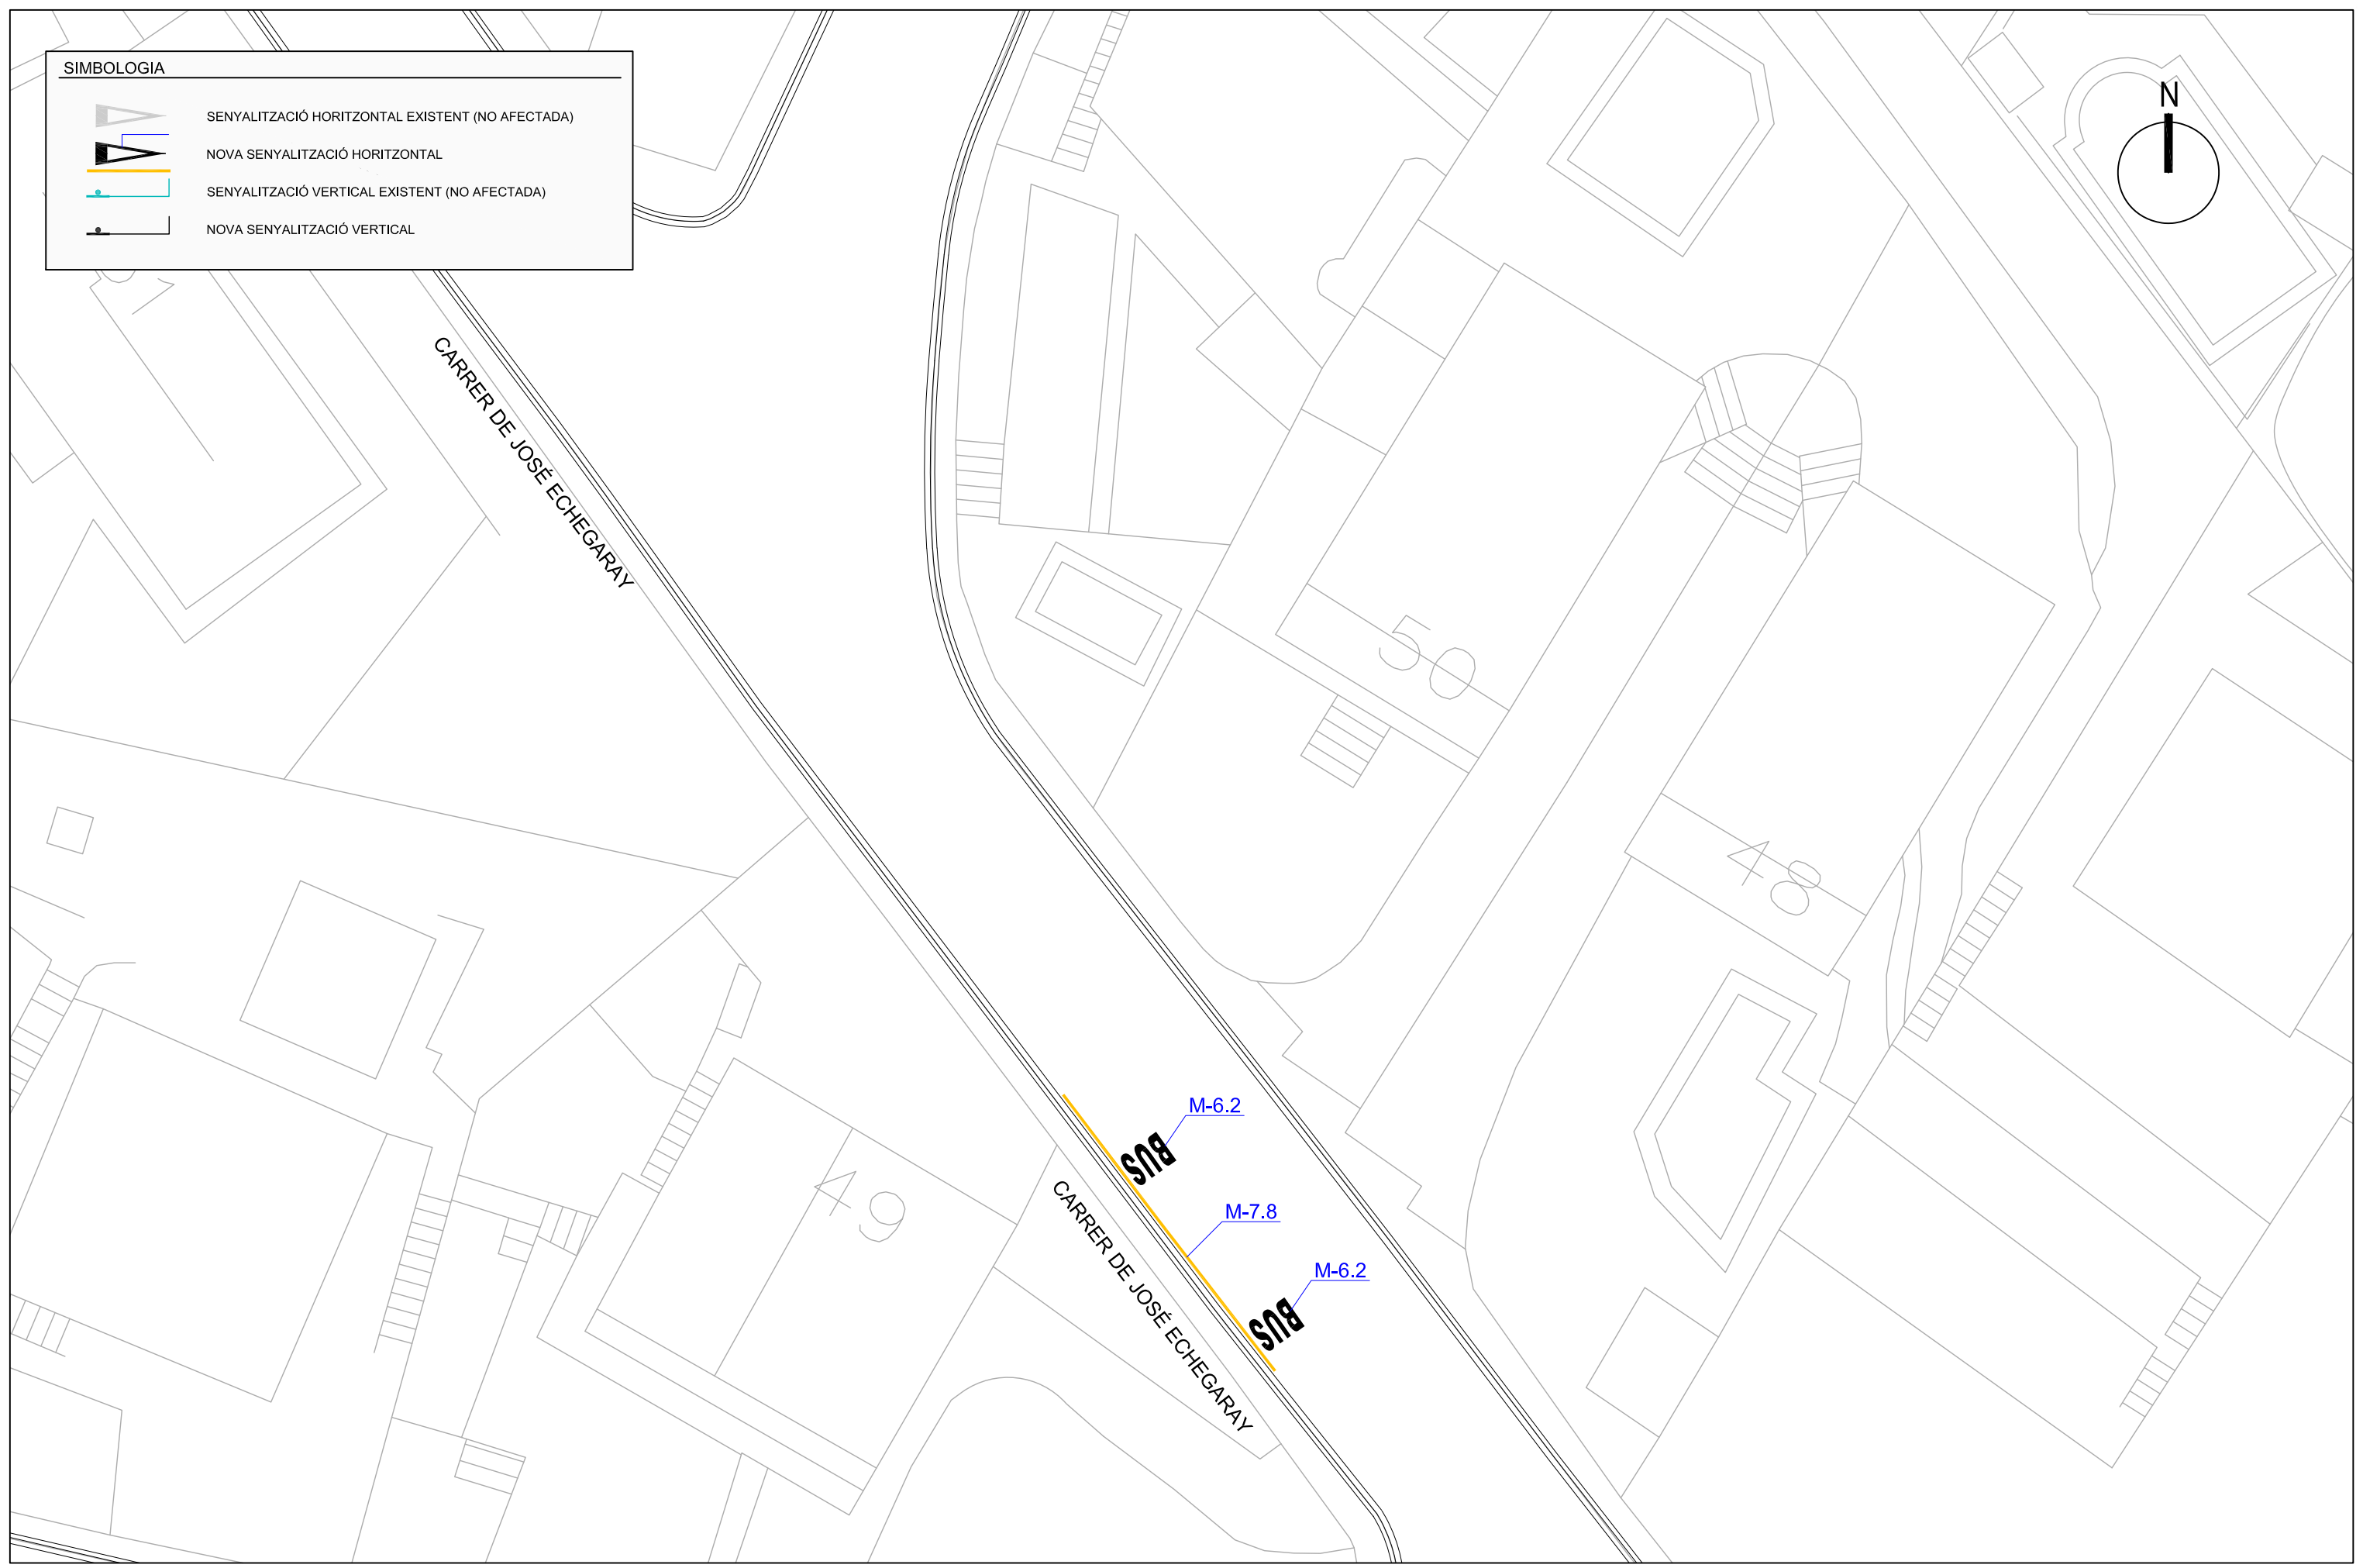 SIMBOLOGIA
SENYALITZACIÓ HORITZONTAL EXISTENT (NO AFECTADA)
NOVA SENYALITZACIÓ HORITZONTAL
SENYALITZACIÓ VERTICAL EXISTENT (NO AFECTADA)
NOVA SENYALITZACIÓ VERTICAL
N
CARRER DE JOSÉ ECHEGARAY
50
48
M-6.2
BUS
49
M-7.8
M-6.2
BUS
CARRER DE JOSÉ ECHEGARAY